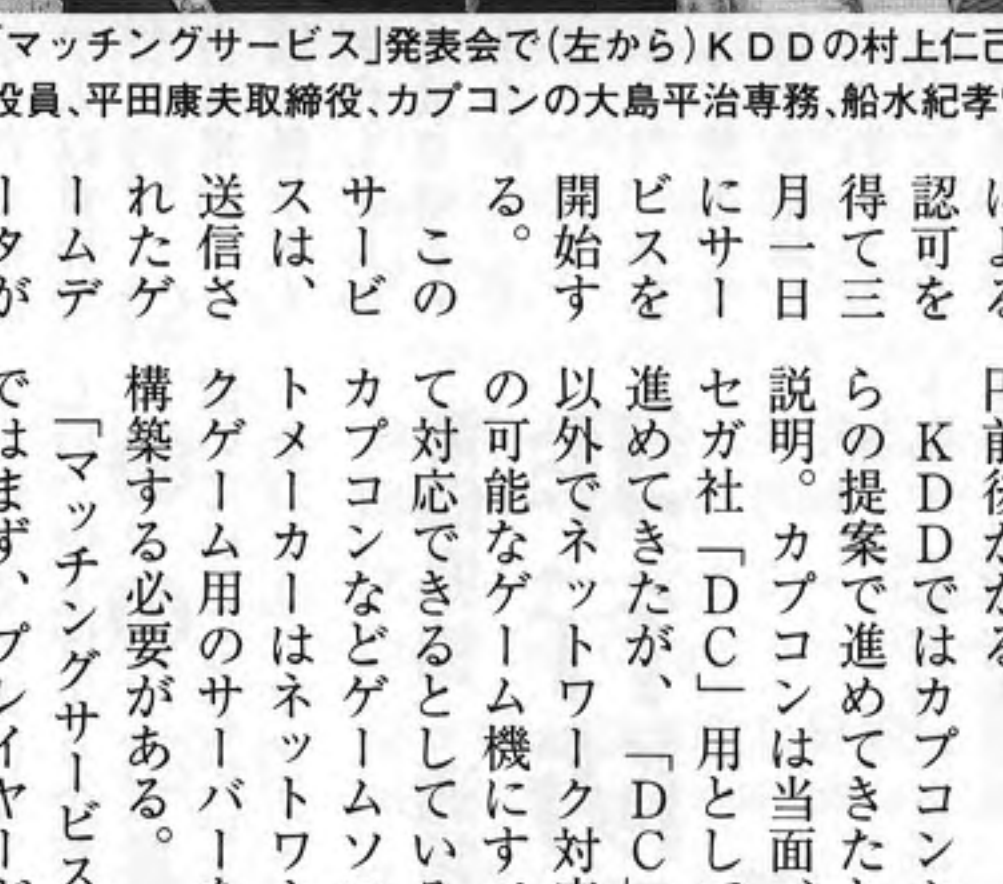 「マッチングサービス」発表会で(左から)KDDの村上仁己
役員、平田康夫取締役、カプコンの大島平治専務、船水紀孝
による
認可を
得て三
月一日
にサー
ビスを
開始す
る。
この
サービ
スは、
送信さ
れたゲ
ームデ
ータが
円前後かかる
KDDではカプコン
らの提案で進めてきた
説明。カプコンは当面
セガ社「DC」用として
進めてきたが、「DC」
以外でネットワーク対
の可能なゲーム機にす
て対応できるとしてい
カプコンなどゲームソ
トメーカーはネットワ
クゲーム用のサーバー
構築する必要がある。
「マッチングサービス
ではまず、プレイヤー